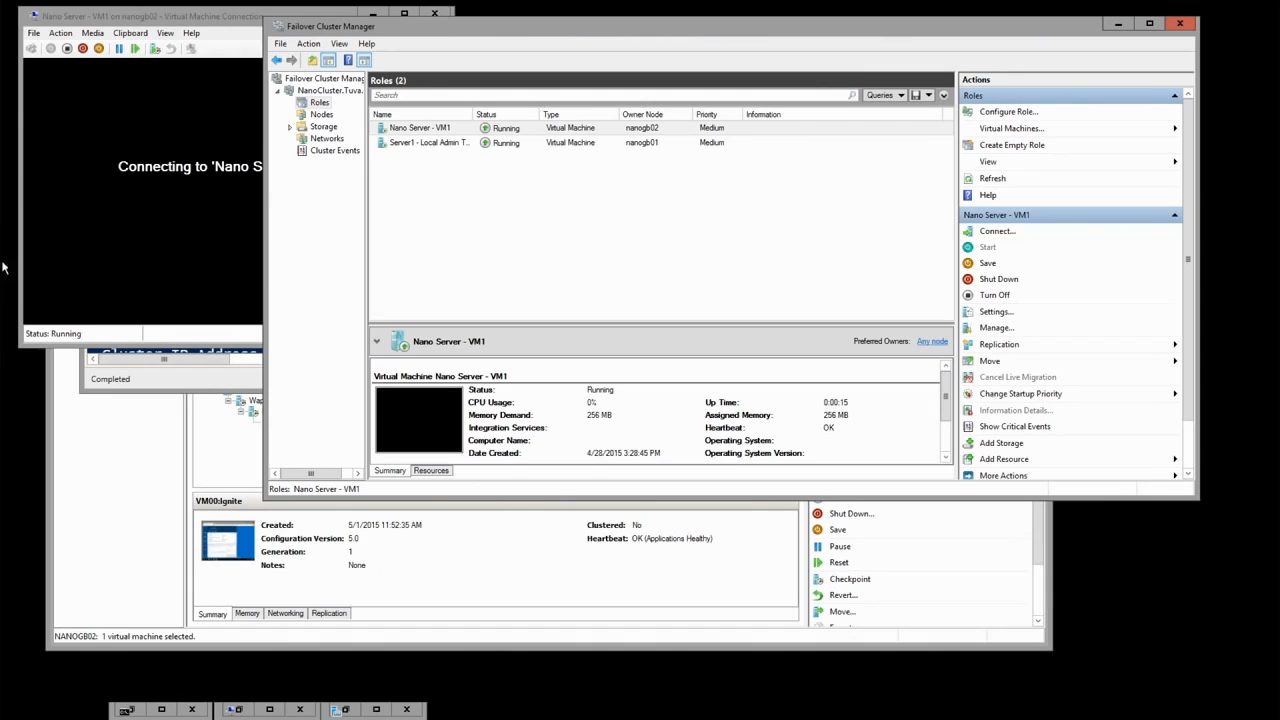 Nano Server - VM1 on nanogb02 - Virtual Machine Connection
File Action Media Clipboard View Help
Connecting to 'Nano S
Status: Running
Cluster IP Address
Completed
Failover Cluster Manager
File Action View Help
Failover Cluster Manag
NanoCluster.Tuva.
Roles
Nodes
Storage
Networks
Cluster Events
Roles (2)
Search
Queries
Name Status Type Owner Node Priority Information
Nano Server - VM1 Running Virtual Machine nanogb02 Medium
Server1 - Local Admin T... Running Virtual Machine nanogb01 Medium
Nano Server - VM1
Preferred Owners: Any node
Virtual Machine Nano Server - VM1
Status: Running
CPU Usage: 0% Up Time: 0:00:15
Memory Demand: 256 MB Assigned Memory: 256 MB
Integration Services: Heartbeat: OK
Computer Name: Operating System:
Date Created: 4/28/2015 3:28:45 PM Operating System Version:
Summary Resources
Roles: Nano Server - VM1
Actions
Roles
Configure Role...
Virtual Machines...
Create Empty Role
View
Refresh
Help
Nano Server - VM1
Connect...
Start
Save
Shut Down
Turn Off
Settings...
Manage...
Replication
Move
Cancel Live Migration
Change Startup Priority
Information Details...
Show Critical Events
Add Storage
Add Resource
More Actions
VM00:Ignite
Created: 5/1/2015 11:52:35 AM Clustered: No
Configuration Version: 5.0 Heartbeat: OK (Applications Healthy)
Generation: 1
Notes: None
Summary Memory Networking Replication
Shut Down...
Save
Pause
Reset
Checkpoint
Revert...
Move...
NANOGB02: 1 virtual machine selected.